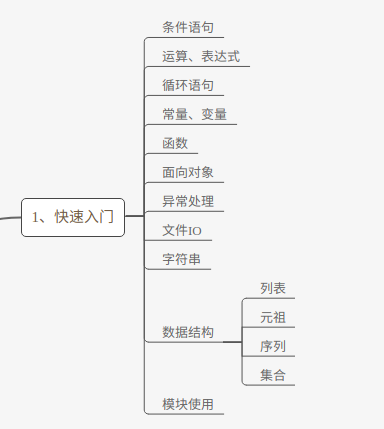 条件语句
运算、表达式
循环语句
常量、变量
函数
面向对象
异常处理
1、快速入门
文件IO
字符串
列表
元祖
数据结构
序列
集合
模块使用